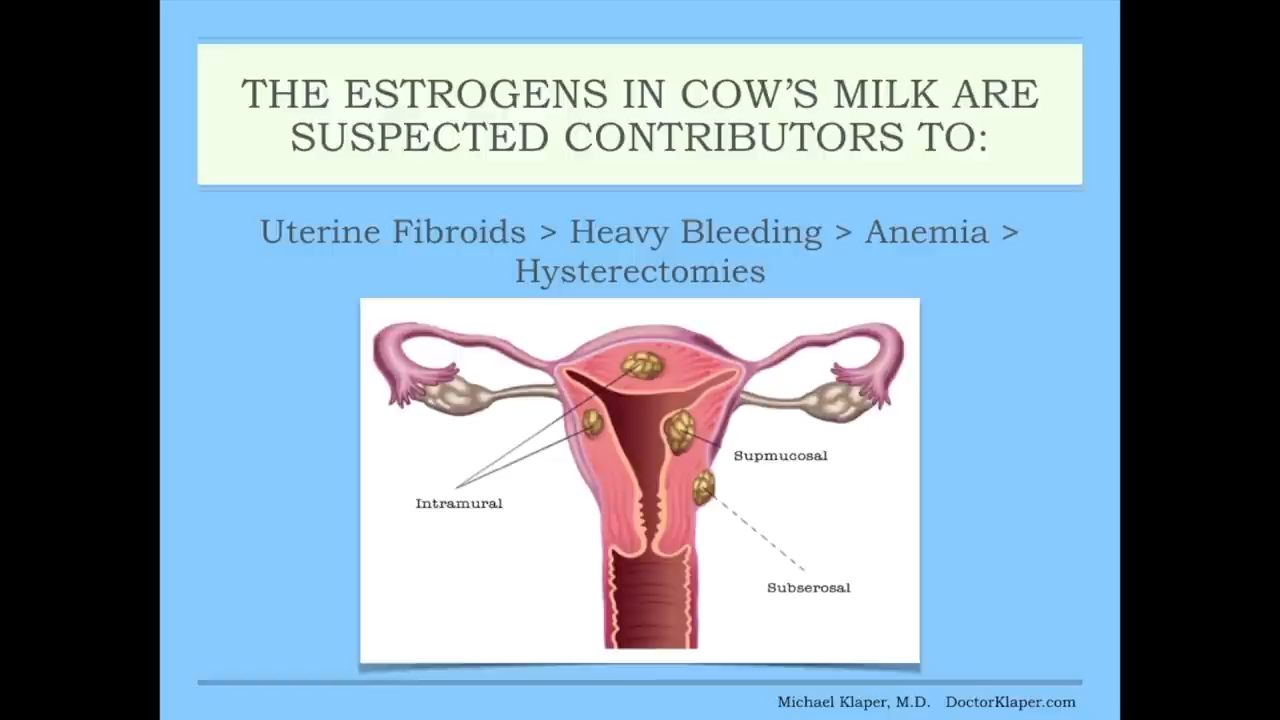 THE ESTROGENS IN COW'S MILK ARE
SUSPECTED CONTRIBUTORS TO:
Uterine Fibroids > Heavy Bleeding > Anemia >
Hysterectomies
Supmucosal
Intramural
Subserosal
Michael Klaper, M.D. DoctorKlaper.com